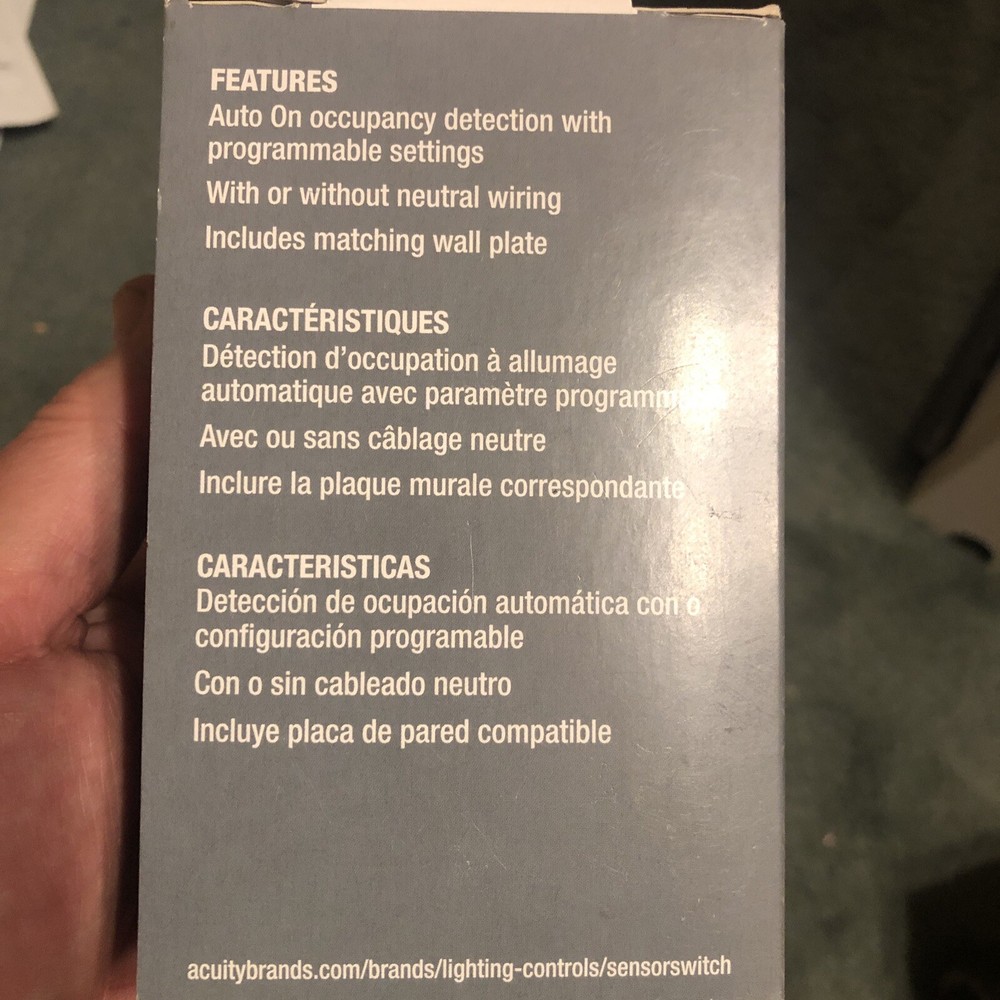 FEATURES
Auto On occupancy detection with
programmable settings
With or without neutral wiring
Includes matching wall plate
CARACTÉRISTIQUES
Détection d'occupation à allumage
automatique avec paramètre
Avec ou sans câblage neutre
Inclure la plaque murale correspondante
CARACTERISTICAS
Detección de ocupación automática con o
configuración programable
Con o sin cableado neutro
Incluye placa de pared compatible
acuitybrands.com/brands/lighting-controls/sensorswitch